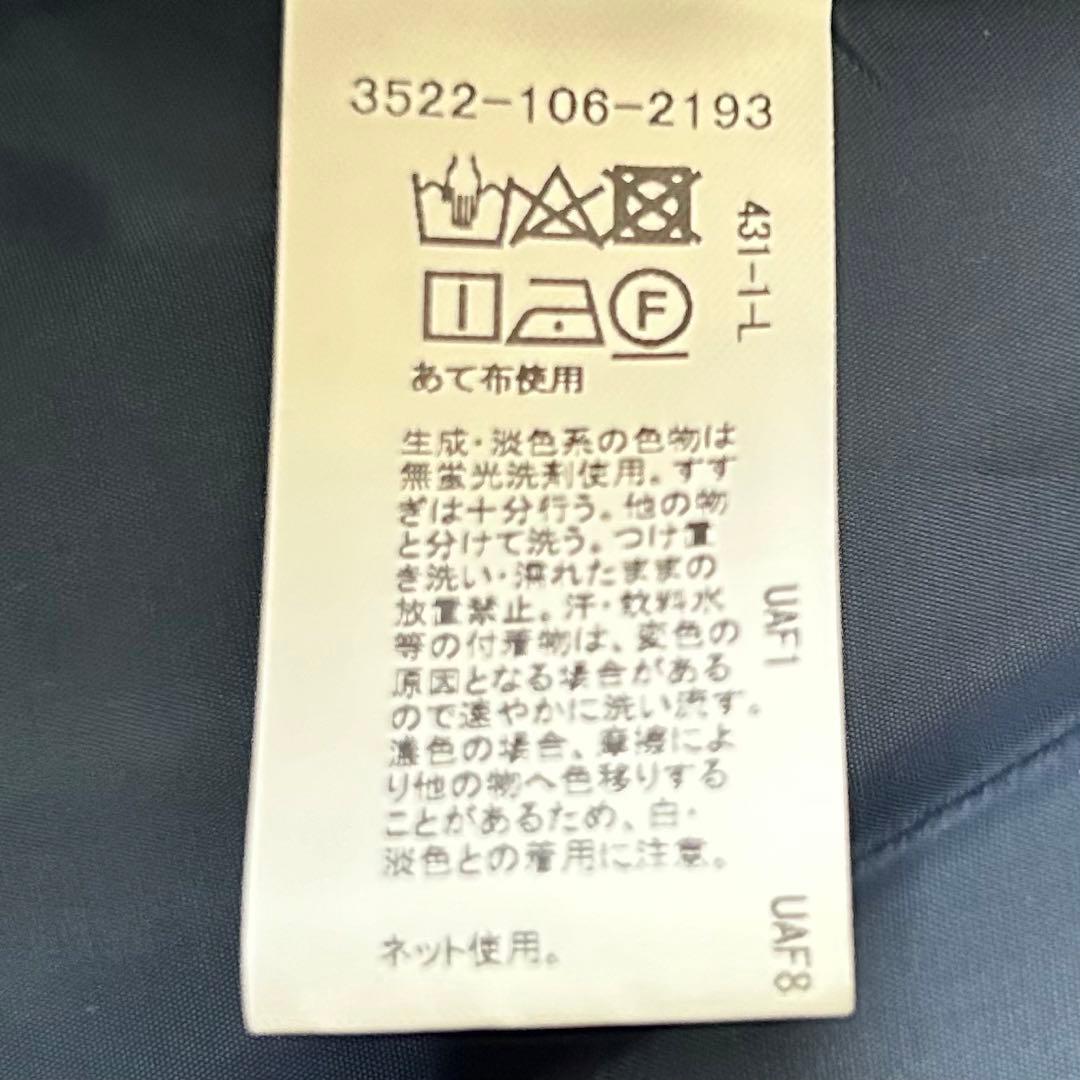 3522-106-2193
431-1-L
F
あて布使用
生成・淡色系の色物は
無蛍光洗剤使用。すす
ぎは十分行う。他の物
と分けて洗う。つけ置
き洗い・濡れたままの
放置禁止。汗・飲料水
等の付着物は、変色の
原因となる場合がある
ので速やかに洗い流す。
濃色の場合、摩擦によ
り他の物へ色移りする
ことがあるため、白・
淡色との着用に注意。
ネット使用。
UAF1
UAF8